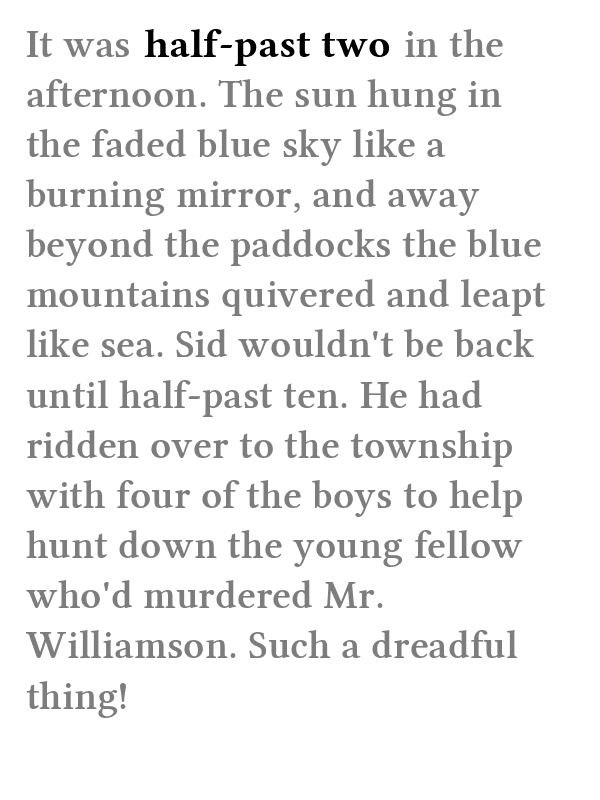 It was half-past two in the
afternoon. The sun hung in
the faded blue sky like a
burning mirror, and away
beyond the paddocks the blue
mountains quivered and leapt
like sea. Sid wouldn't be back
until half-past ten. He had
ridden over to the township
with four of the boys to help
hunt down the young fellow
who'd murdered Mr.
Williamson. Such a dreadful
thing!